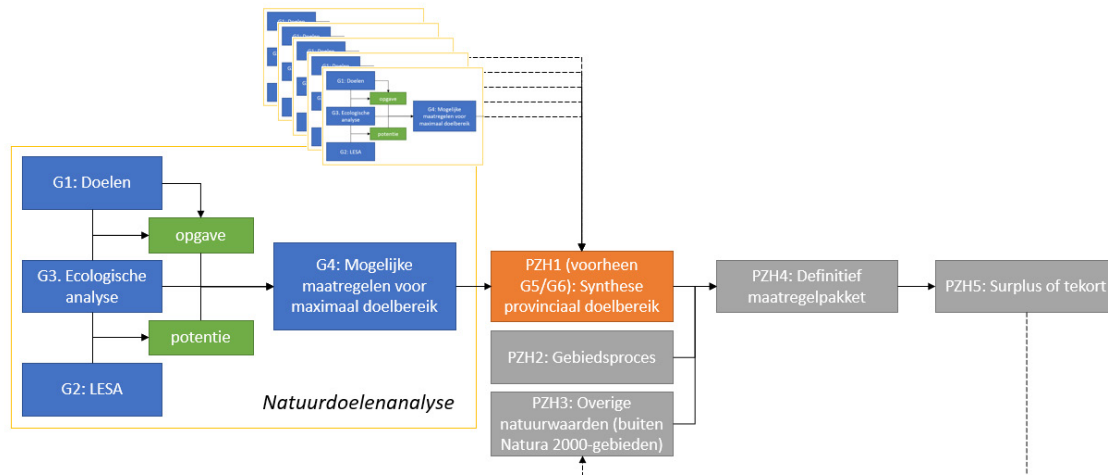 G1: Doelen
G1: Doelen
opgave
G3. Ecologische
analyse
G4: Mogelijke
maatregelen voor
maximaal doelbereik
potentie
G2: LESA
G1: Doelen
opgave
G3. Ecologische
analyse
G4: Mogelijke
maatregelen voor
maximaal doelbereik
potentie
G2: LESA
Natuurdoelenanalyse
PZH1 (voorheen
G5/G6): Synthese
provinciaal doelbereik
PZH2: Gebiedsproces
PZH3: Overige
natuurwaarden (buiten
Natura 2000-gebieden)
PZH4: Definitief
maatregelpakket
PZH5: Surplus of tekort